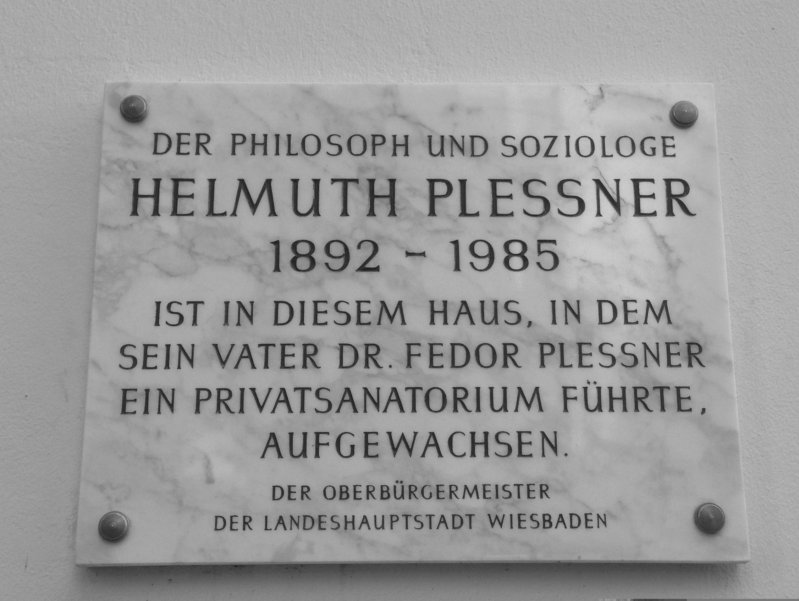 DER PHILOSOPH UND SOZIOLOGE
HELMUTH PLESSNER
1892 - 1985
IST IN DIESEM HAUS, IN DEM
SEIN VATER DR. FEDOR PLESSNER
EIN PRIVATSANATORIUM FÜHRTE,
AUFGEWACHSEN.
DER OBERBÜRGERMEISTER
DER LANDESHAUPTSTADT WIESBADEN